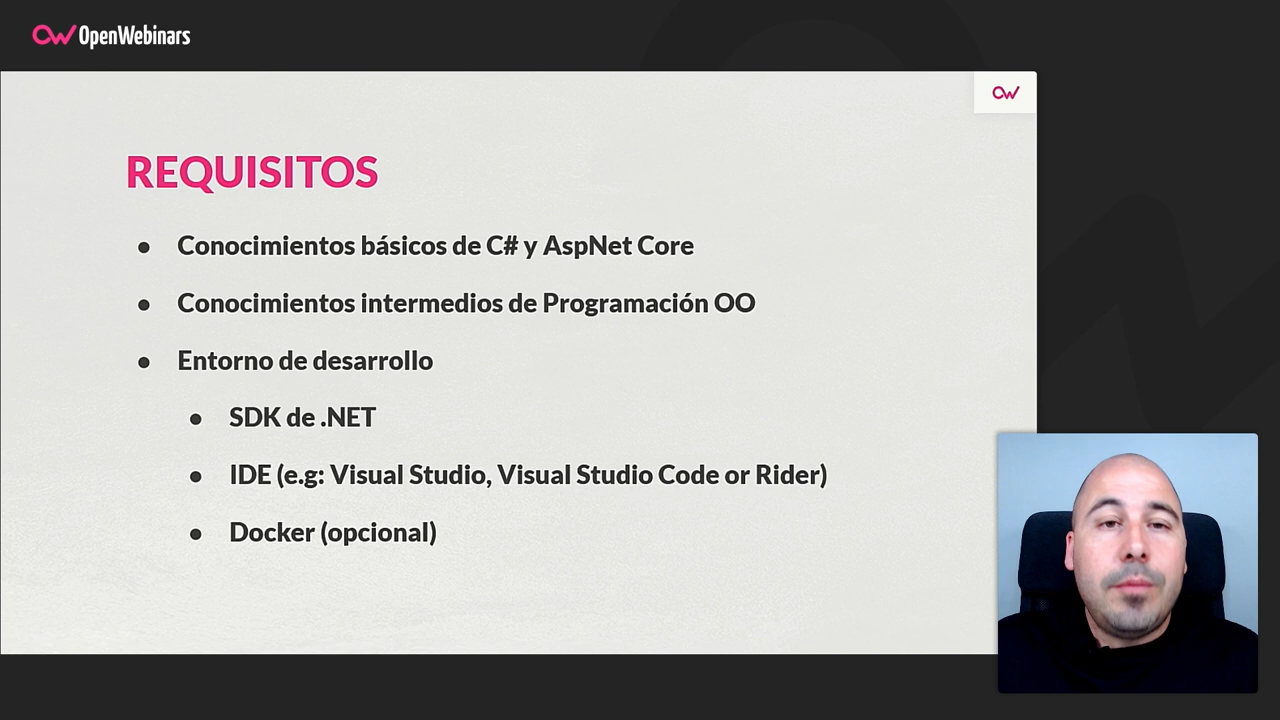 OpenWebinars
REQUISITOS
● Conocimientos básicos de C# y AspNet Core
● Conocimientos intermedios de Programación OO
● Entorno de desarrollo
● SDK de .NET
● IDE (e.g: Visual Studio, Visual Studio Code or Rider)
● Docker (opcional)